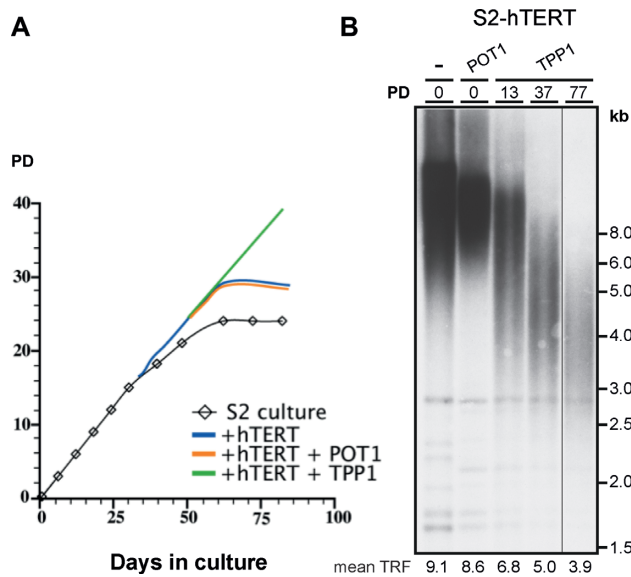 A
PD
40
30
20
10
0
0 25 50 75 100
Days in culture
S2 culture
+hTERT
+hTERT + POT1
+hTERT + TPP1
B
S2-hTERT
- POT1 TPP1
PD 0 0 13 37 77
kb
8.0
6.0
5.0
4.0
3.0
2.5
2.0
1.5
mean TRF 9.1 8.6 6.8 5.0 3.9